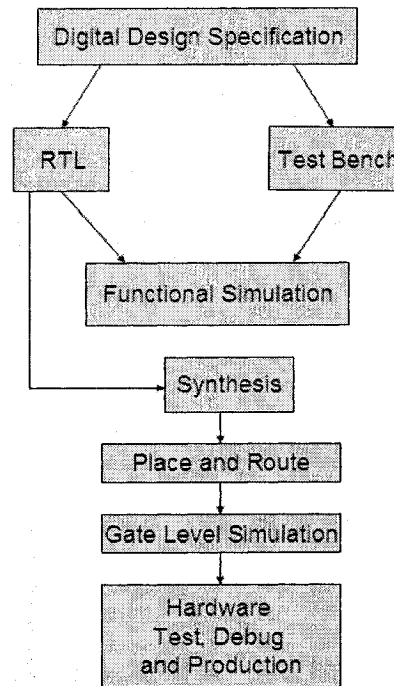 Digital Design Specification
RTL
Test Bench
Functional Simulation
Synthesis
Place and Route
Gate Level Simulation
Hardware
Test, Debug
and Production